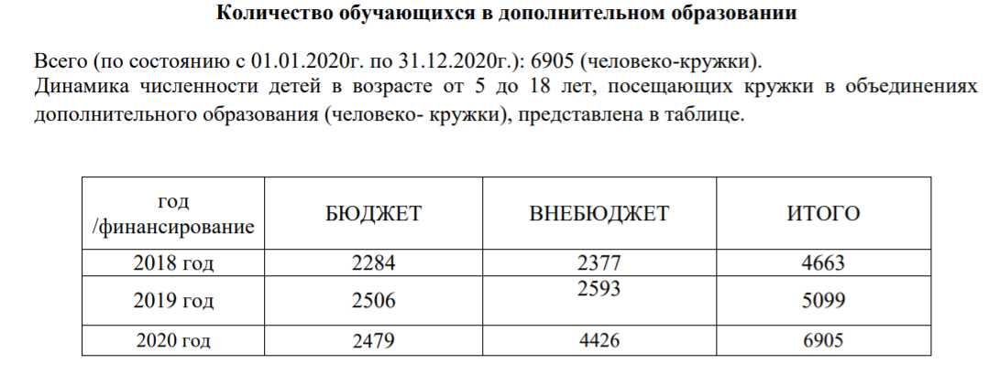 Количество обучающихся в дополнительном образовании
Всего (по состоянию с 01.01.2020г. по 31.12.2020г.): 6905 (человеко-кружки).
Динамика численности детей в возрасте от 5 до 18 лет, посещающих кружки в объединениях
дополнительного образования (человеко- кружки), представлена в таблице.
год
/финансирование БЮДЖЕТ ВНЕБЮДЖЕТ ИТОГО
2018 год 2284 2377 4663
2019 год 2506 2593 5099
2020 год 2479 4426 6905